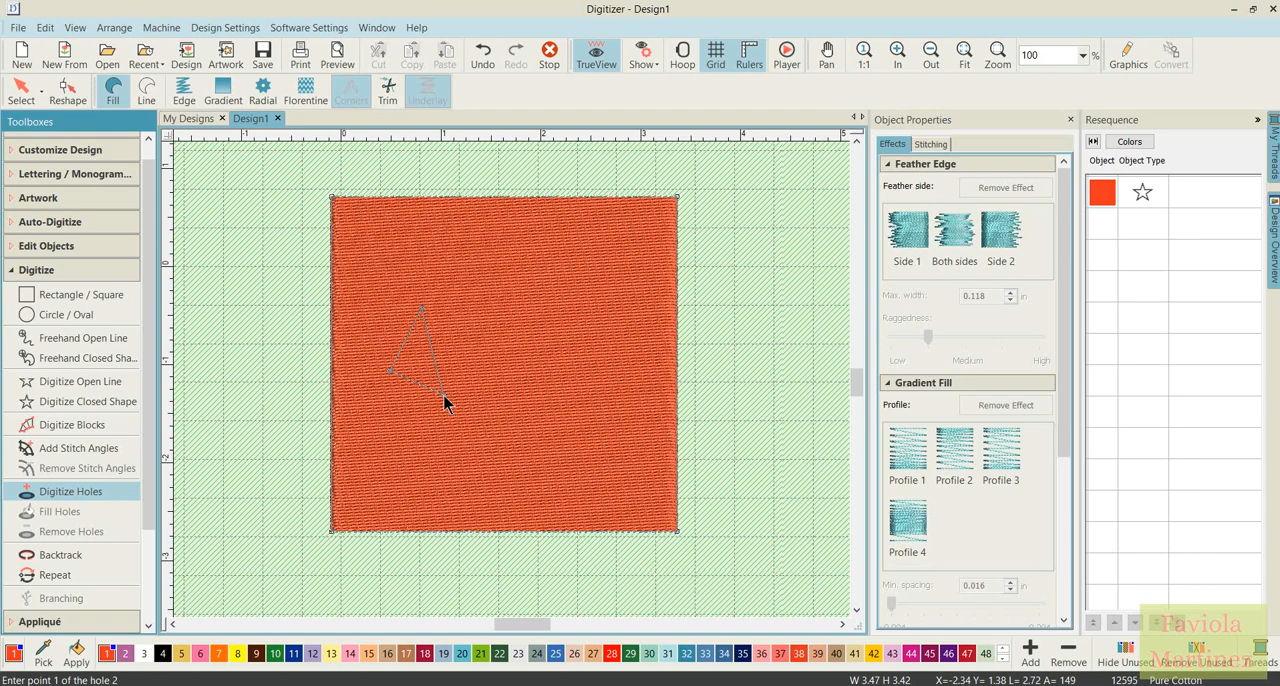 Digitizer - Design1
File Edit View Arrange Machine Design Settings Software Settings Window Help
New New From Open Recent Design Artwork Save Print Preview Cut Copy Paste Undo Redo Stop TrueView Show Hoop Grid Rulers Player Pan 1:1 In Out Fit Zoom 100 % Graphics Convert
Select Reshape Fill Line Edge Gradient Radial Florentine Corners Trim Underlay
Toolboxes
My Designs Design1
Customize Design
Lettering / Monogram...
Artwork
Auto-Digitize
Edit Objects
Digitize
Rectangle / Square
Circle / Oval
Freehand Open Line
Freehand Closed Sha...
Digitize Open Line
Digitize Closed Shape
Digitize Blocks
Add Stitch Angles
Remove Stitch Angles
Digitize Holes
Fill Holes
Remove Holes
Backtrack
Repeat
Branching
Appliqué
Object Properties
Effects Stitching
Feather Edge
Feather side: Remove Effect
Side 1 Both sides Side 2
Max. width: 0.118 in
Raggedness:
Low Medium High
Gradient Fill
Profile: Remove Effect
Profile 1 Profile 2 Profile 3
Profile 4
Min. spacing: 0.016 in
Resequence
Colors
Object Object Type
My Threads
Design Overview
1 Pick Apply 1 2 3 4 5 6 7 8 9 10 11 12 13 14 15 16 17 18 19 20 21 22 23 24 25 26 27 28 29 30 31 32 33 34 35 36 37 38 39 40 41 42 43 44 45 46 47 48 Add Remove Hide Unused Remove Unused Threads
Faviola
Martinez
Enter point 1 of the hole 2 W 3.47 H 3.42 X=-2.34 Y= 1.38 L= 2.72 A= 149 12595 Pure Cotton